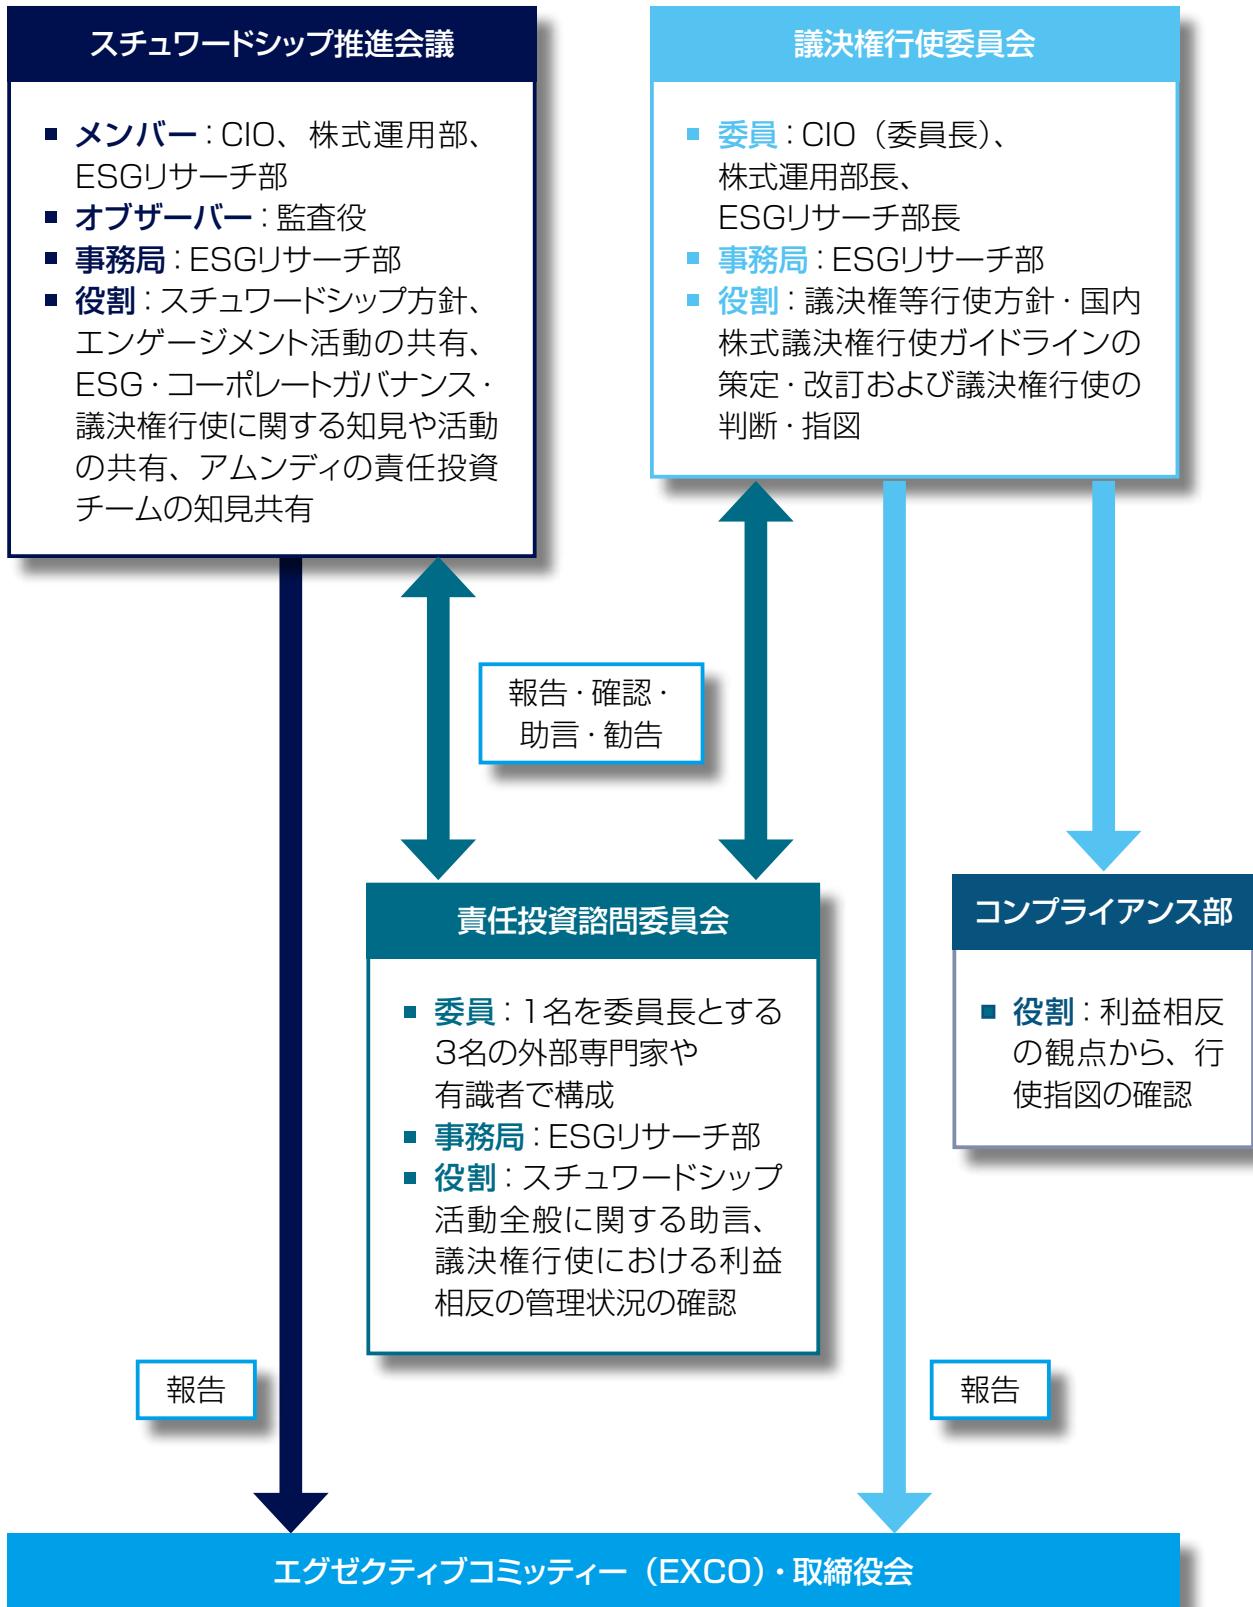 スチュワードシップ推進会議
■ メンバー：CIO、株式運用部、
ESGリサーチ部
■ オブザーバー：監査役
■ 事務局：ESGリサーチ部
■ 役割：スチュワードシップ方針、
エンゲージメント活動の共有、
ESG・コーポレートガバナンス・
議決権行使に関する知見や活動
の共有、アムンディの責任投資
チームの知見共有
議決権行使委員会
■ 委員：CIO（委員長）、
株式運用部長、
ESGリサーチ部長
■ 事務局：ESGリサーチ部
■ 役割：議決権等行使方針・国内
株式議決権行使ガイドラインの
策定・改訂および議決権行使の
判断・指図
報告・確認・
助言・勧告
責任投資諮問委員会
■ 委員：1名を委員長とする
3名の外部専門家や
有識者で構成
■ 事務局：ESGリサーチ部
■ 役割：スチュワードシップ
活動全般に関する助言、
議決権行使における利益
相反の管理状況の確認
コンプライアンス部
■ 役割：利益相反
の観点から、行
使指図の確認
報告
報告
エグゼクティブコミッティー（EXCO）・取締役会